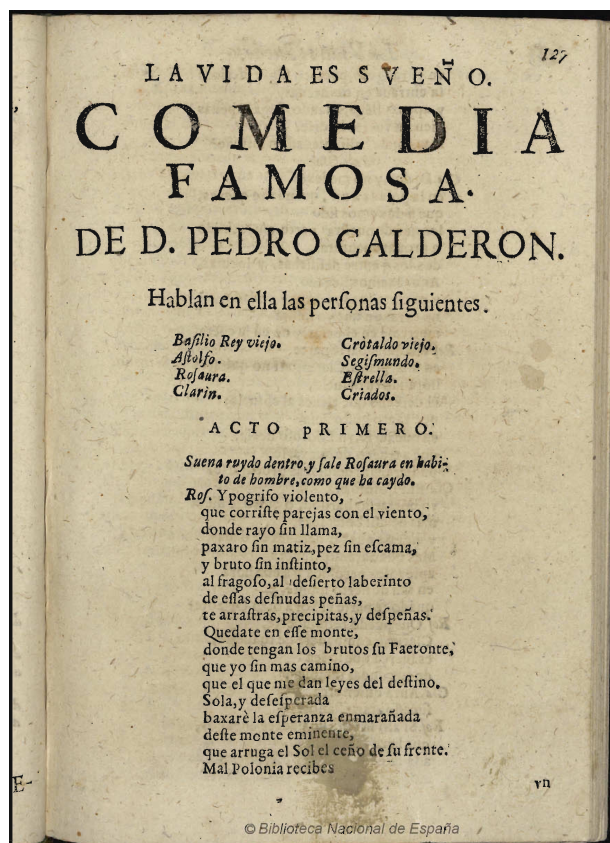 127
LA VIDA ES SVEÑO.
COMEDIA
FAMOSA.
DE D. PEDRO CALDERON.
Hablan en ella las perſonas ſiguientes.
Baſilio Rey viejo.
Aſtolfo.
Roſaura.
Clarin.
Crotaldo viejo.
Segiſmundo.
Eſtrella.
Criados.
ACTO pRIMERO.
Suena ruydo dentro, y ſale Roſaura en habi-
to de hombre, como que ha caydo.
Roſ. Ypogrifo violento,
que corriſte parejas con el viento,
donde rayo ſin llama,
paxaro ſin matiz, pez ſin eſcama,
y bruto ſin inſtinto,
al fragoſo, al deſierto laberinto
de eſſas deſnudas peñas,
te arraſtras, precipitas, y deſpeñas.
Quedate en eſſe monte,
donde tengan los brutos ſu Faetonte,
que yo ſin mas camino,
que el que me dan leyes del deſtino.
Sola, y deſeſperada
baxarè la eſperanza enmarañada
deſte monte eminente,
que arruga el Sol el ceño de ſu frente.
Mal Polonia recibes
vn
E-
© Biblioteca Nacional de España